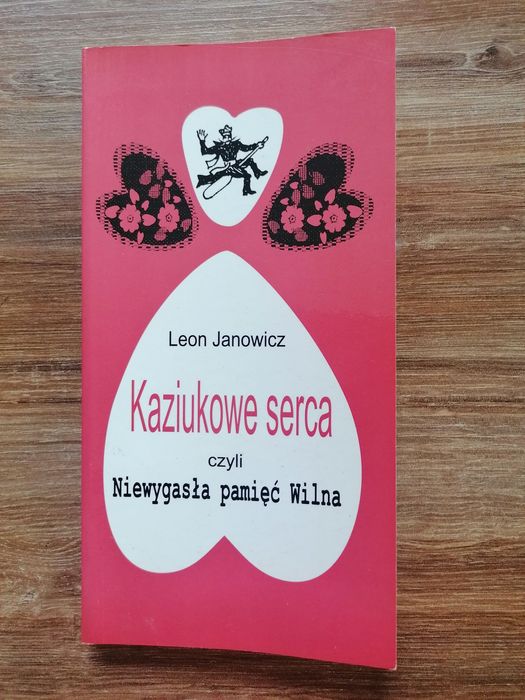 Leon Janowicz
Kaziukowe serca
czyli
Niewygasła pamięć Wilna